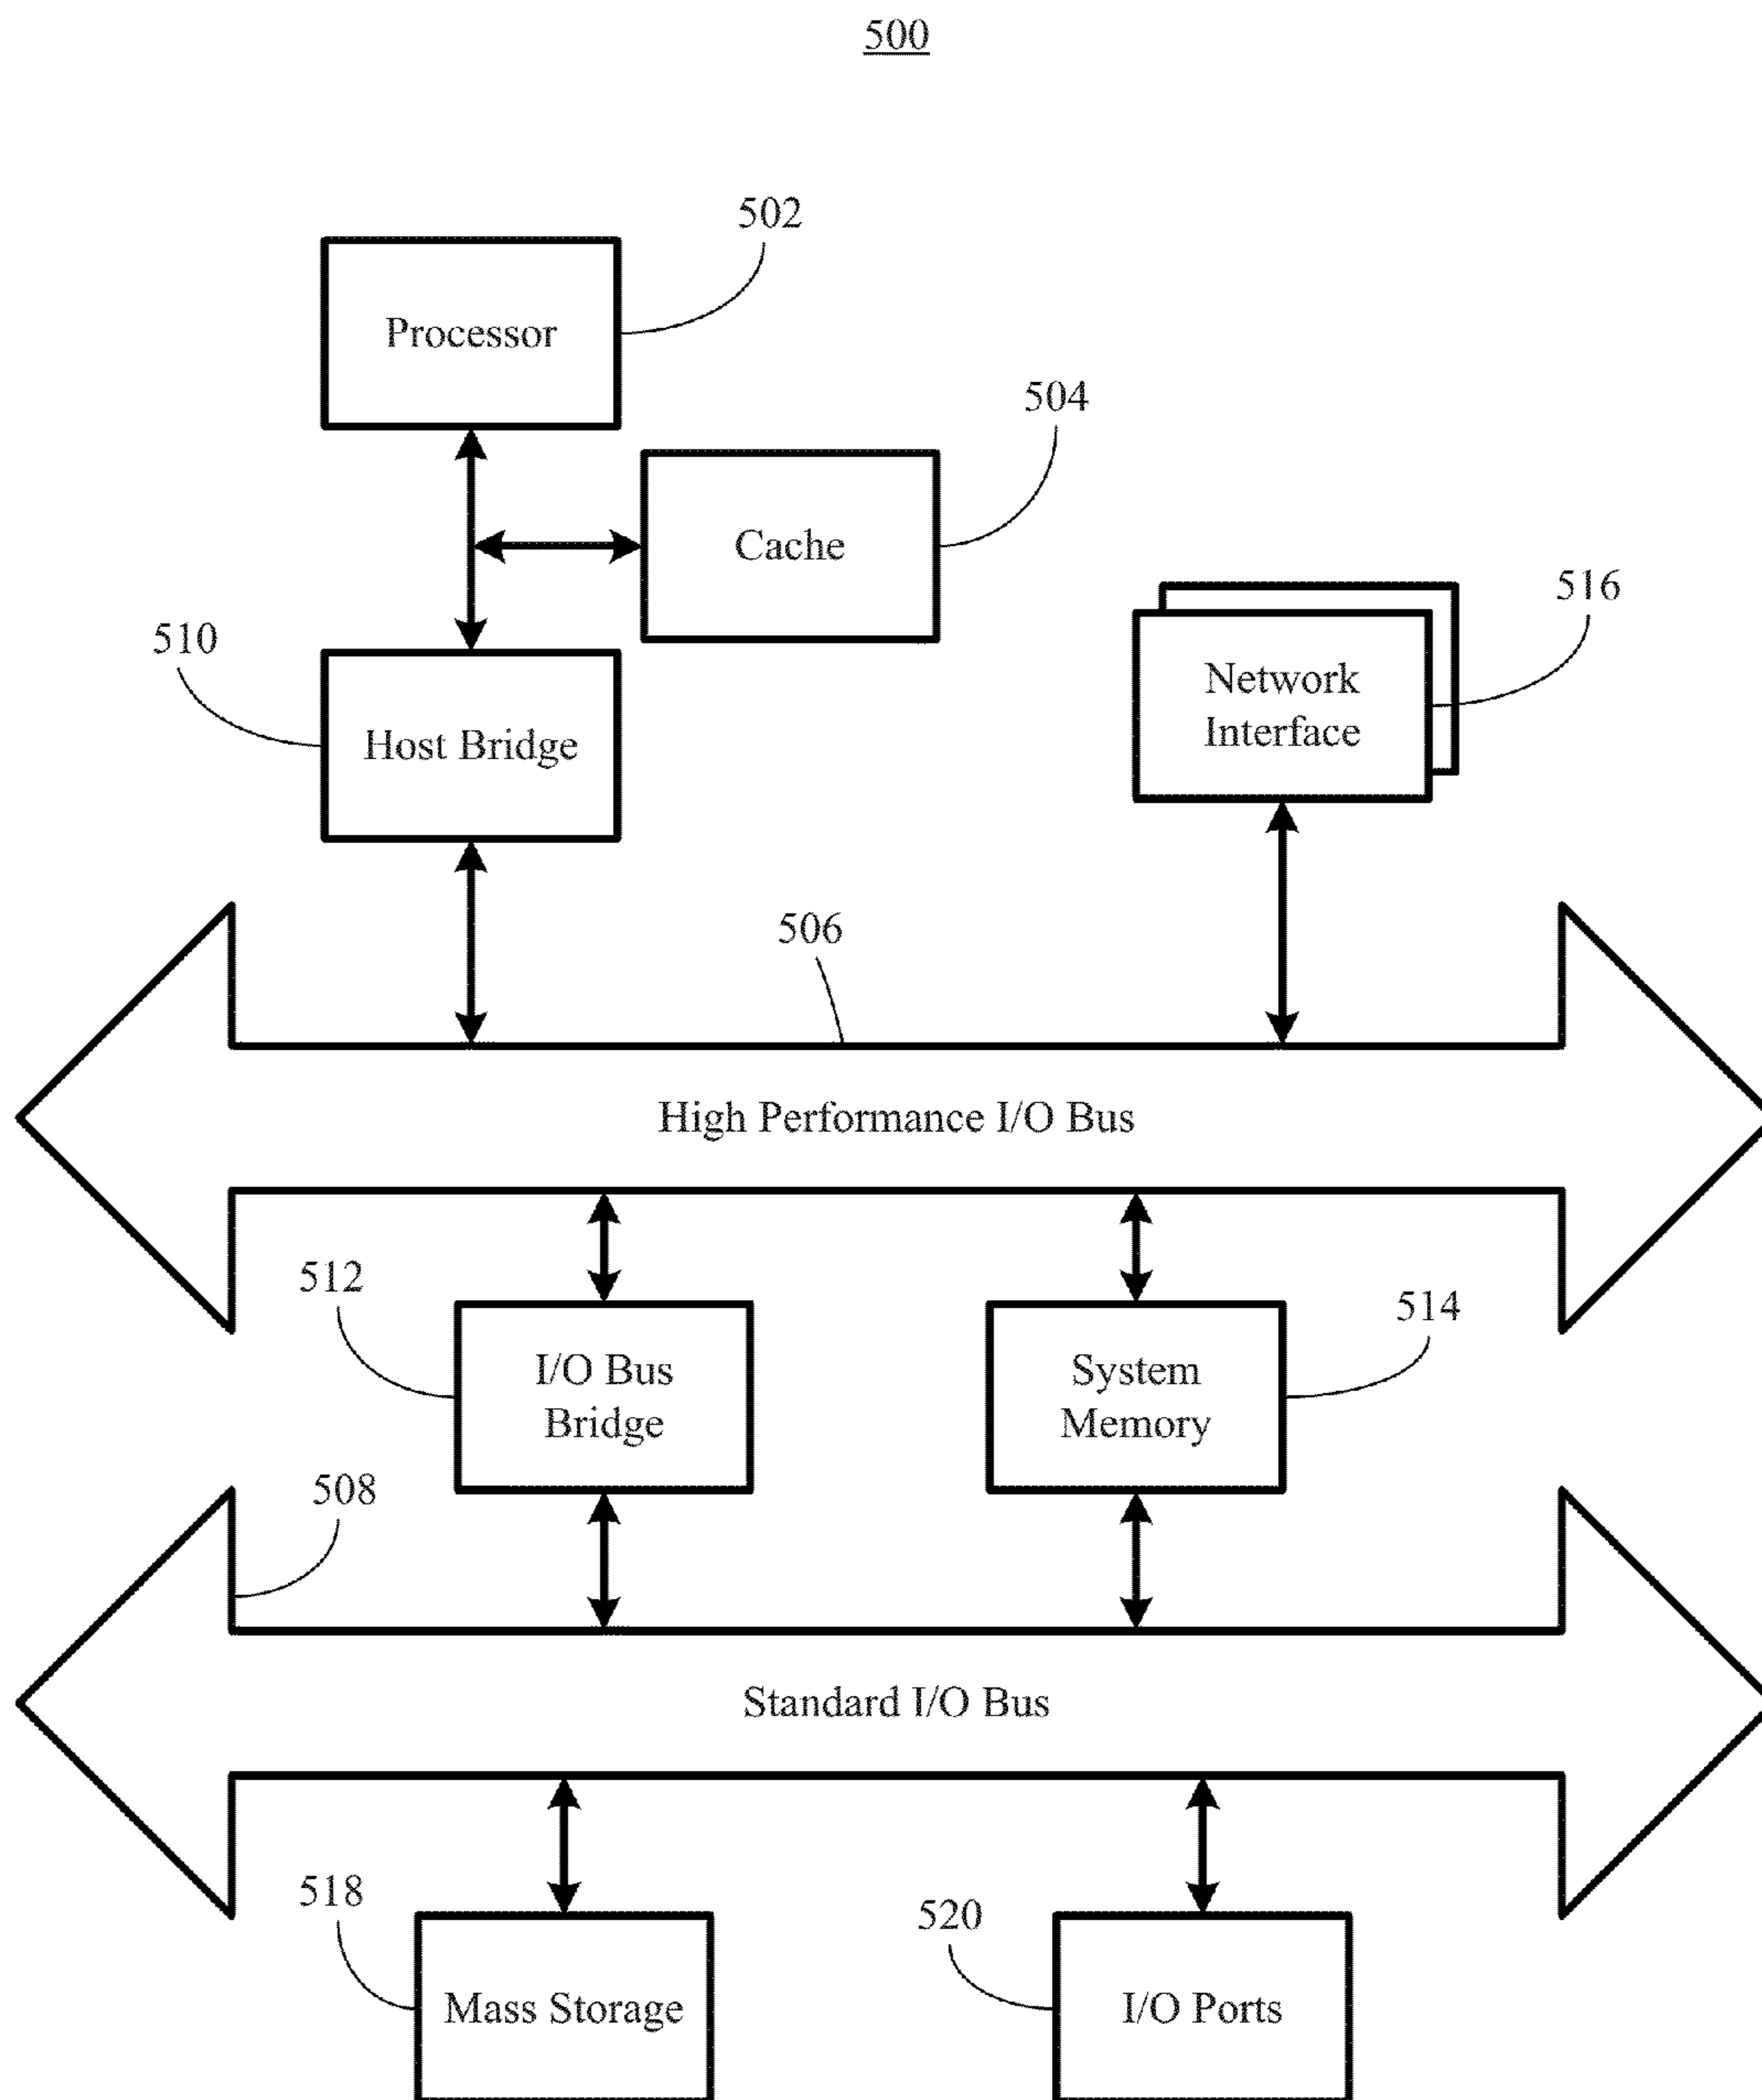 500
502
Processor
504
Cache
516
510
Network
Interface
Host Bridge
506
High Performance I/O Bus
512
514
I/O Bus
Bridge
System
Memory
508
Standard I/O Bus
518
520
Mass Storage
I/O Ports